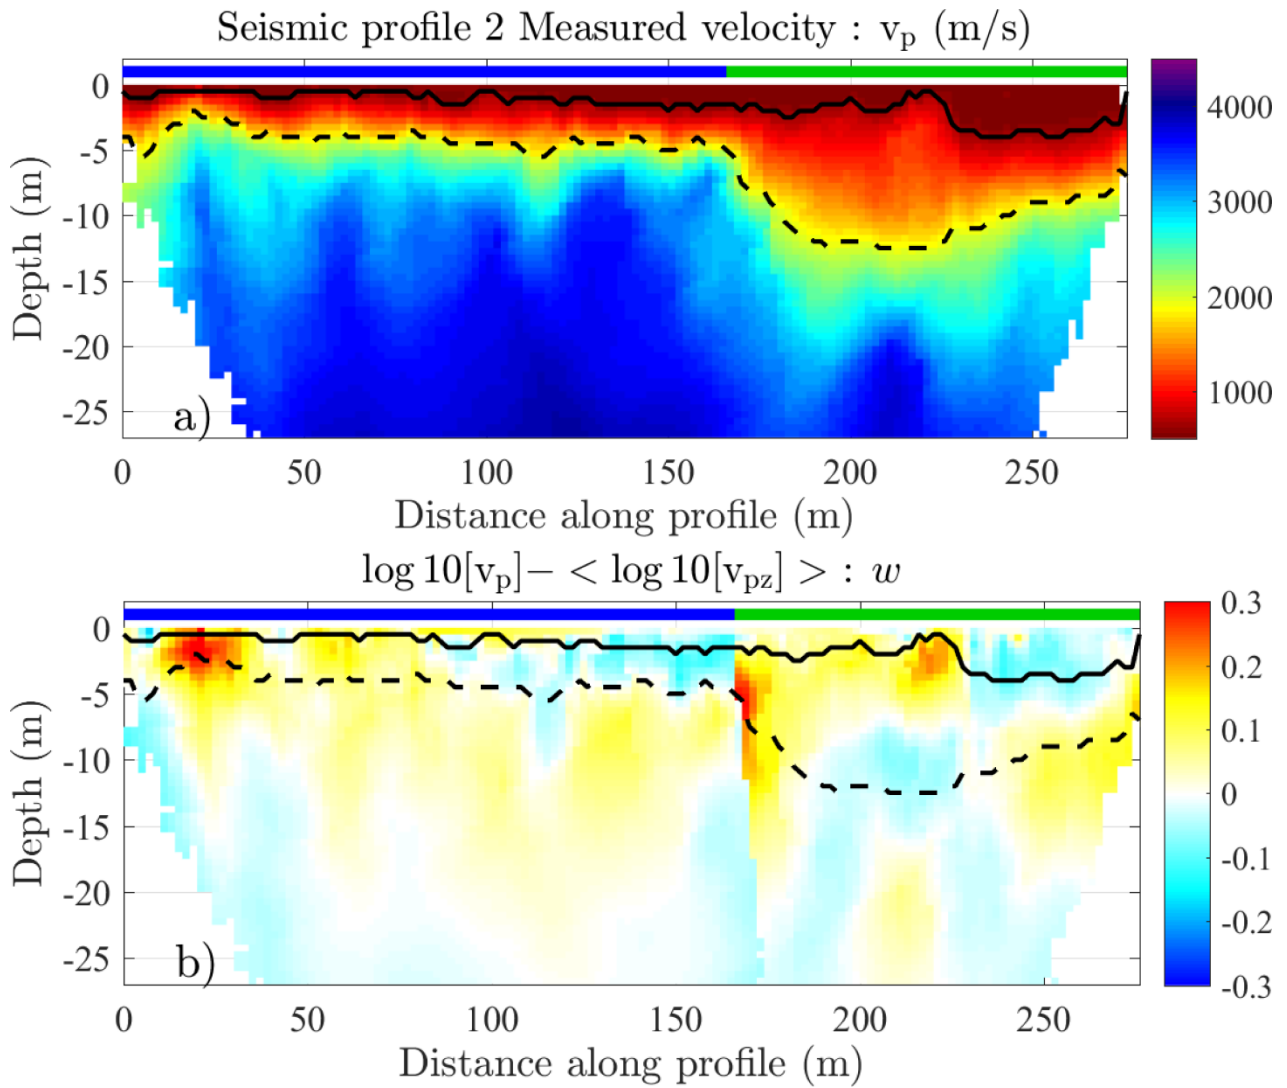 Seismic profile 2 Measured velocity : vp (m/s)
0
-5
-10
-15
-20
-25
Depth (m)
a)
0 50 100 150 200 250
Distance along profile (m)
4000
3000
2000
1000
log 10[vp]− < log 10[vpz] > : w
0
-5
-10
-15
-20
-25
Depth (m)
b)
0 50 100 150 200 250
Distance along profile (m)
0.3
0.2
0.1
0
-0.1
-0.2
-0.3